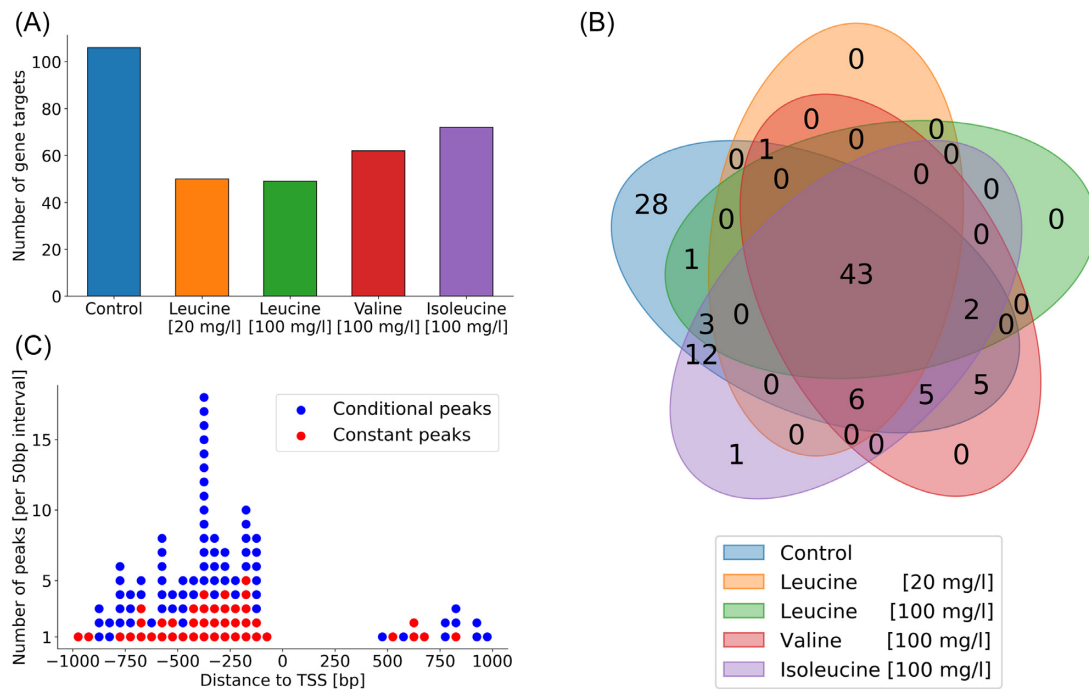 (A)
Number of gene targets
100
80
60
40
20
0
Control
Leucine
[20 mg/l]
Leucine
[100 mg/l]
Valine
[100 mg/l]
Isoleucine
[100 mg/l]
(B)
0
0
0
0
0
1
0
0
0
0
0
28
0
0
0
1
43
0
2
0
3
0
12
0
6
5
5
0
0
0
1
0
Control
Leucine [20 mg/l]
Leucine [100 mg/l]
Valine [100 mg/l]
Isoleucine [100 mg/l]
(C)
Number of peaks [per 50bp interval]
15
10
5
1
Conditional peaks
Constant peaks
−1000 −750 −500 −250 0 250 500 750 1000
Distance to TSS [bp]